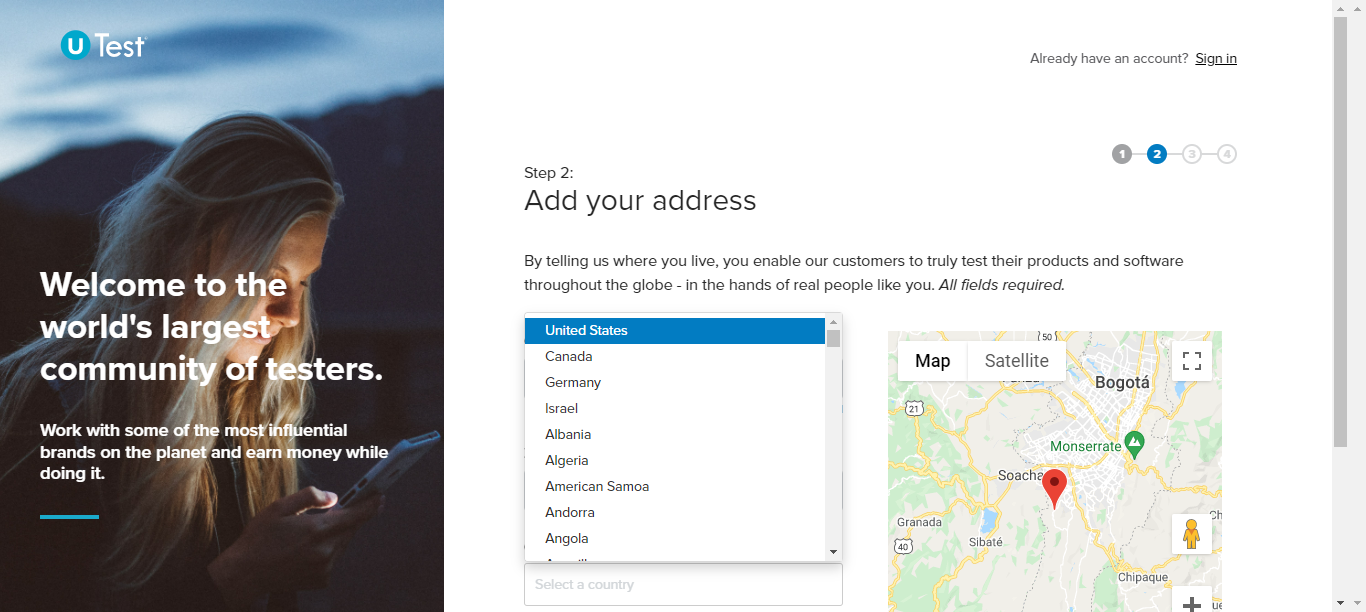 U Test
Already have an account? Sign in
1 2 3 4
Step 2:
Add your address
By telling us where you live, you enable our customers to truly test their products and software
throughout the globe - in the hands of real people like you. All fields required.
Welcome to the
world's largest
community of testers.
Work with some of the most influential
brands on the planet and earn money while
doing it.
United States
Canada
Germany
Israel
Albania
Algeria
American Samoa
Andorra
Angola
Select a country
Map
Satellite
50
Bogotá
21
Monserrate
Soacha
Granada
Sibaté
40
Chipaque